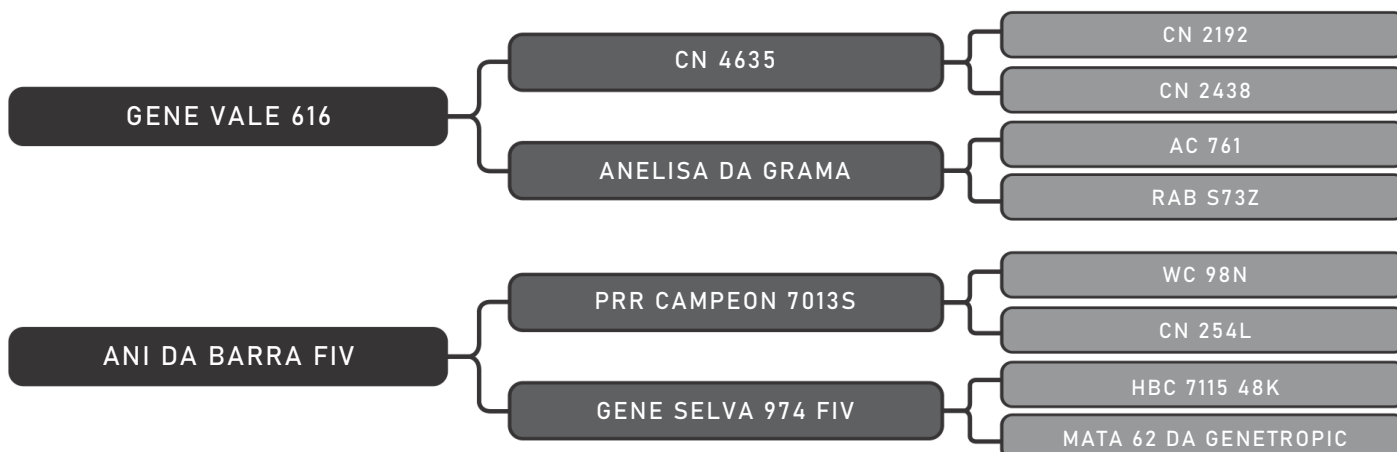 GENE VALE 616
CN 4635
ANELISA DA GRAMA
CN 2192
CN 2438
AC 761
RAB S73Z
ANI DA BARRA FIV
PRR CAMPEON 7013S
GENE SELVA 974 FIV
WC 98N
CN 254L
HBC 7115 48K
MATA 62 DA GENETROPIC